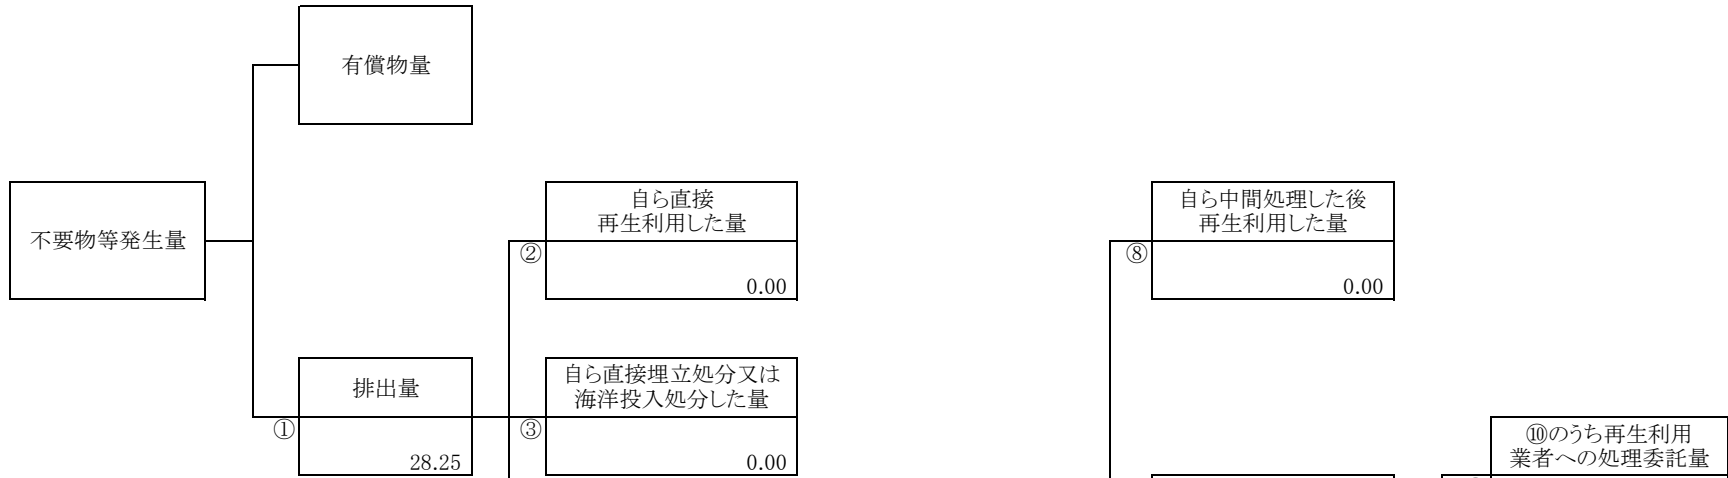 有償物量
不要物等発生量
自ら直接
再生利用した量
②
0.00
自ら中間処理した後
再生利用した量
⑧
0.00
排出量
①
28.25
自ら直接埋立処分又は
海洋投入処分した量
③
0.00
⑩のうち再生利用
業者への処理委託量